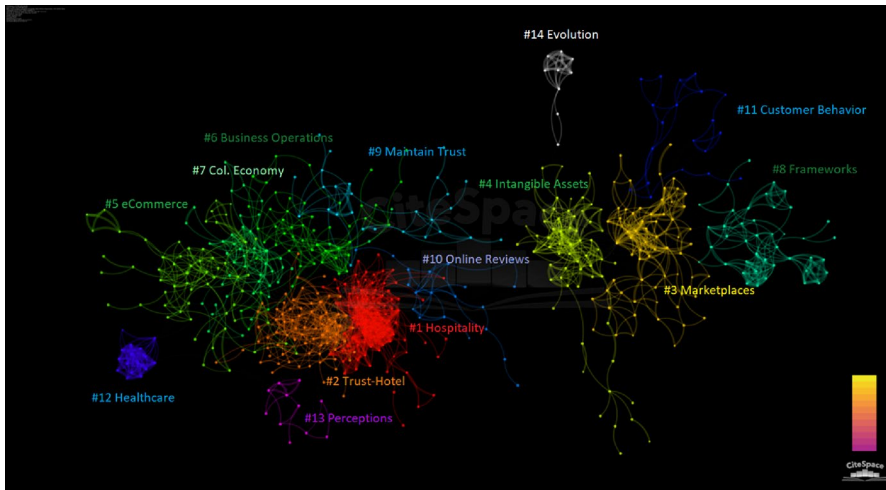 #14 Evolution
#11 Customer Behavior
#6 Business Operations
#9 Maintain Trust
#7 Col. Economy
#8 Frameworks
#4 Intangible Assets
#5 eCommerce
CiteSpace
#10 Online Reviews
#3 Marketplaces
#1 Hospitality
#2 Trust-Hotel
#12 Healthcare
#13 Perceptions
CiteSpace